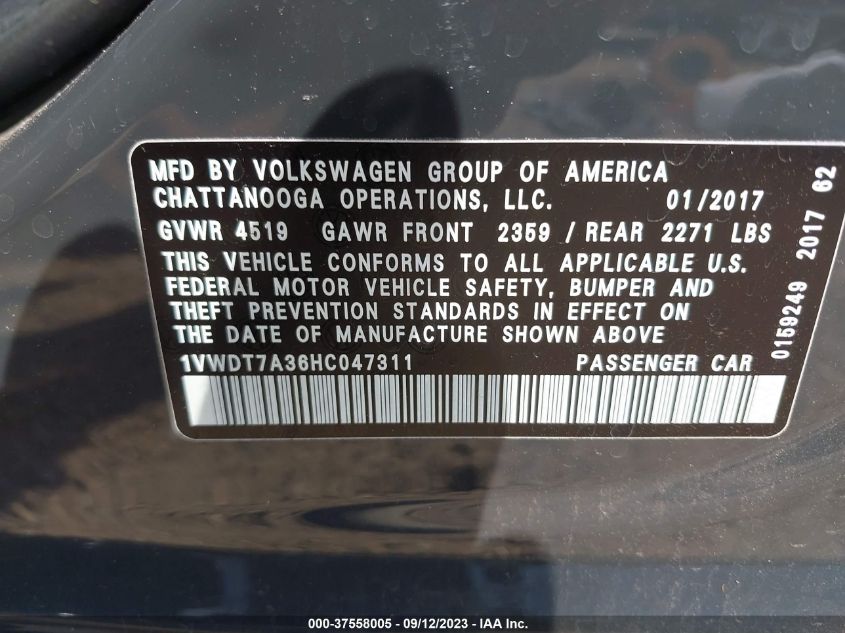 MFD BY VOLKSWAGEN GROUP OF AMERICA
CHATTANOOGA OPERATIONS, LLC. 01/2017
GVWR 4519 GAWR FRONT 2359 / REAR 2271 LBS
THIS VEHICLE CONFORMS TO ALL APPLICABLE U.S.
FEDERAL MOTOR VEHICLE SAFETY, BUMPER AND
THEFT PREVENTION STANDARDS IN EFFECT ON
THE DATE OF MANUFACTURE SHOWN ABOVE
1VWDT7A36HC047311 PASSENGER CAR
0159249 2017 62
000-37558005 - 09/12/2023 - IAA Inc.